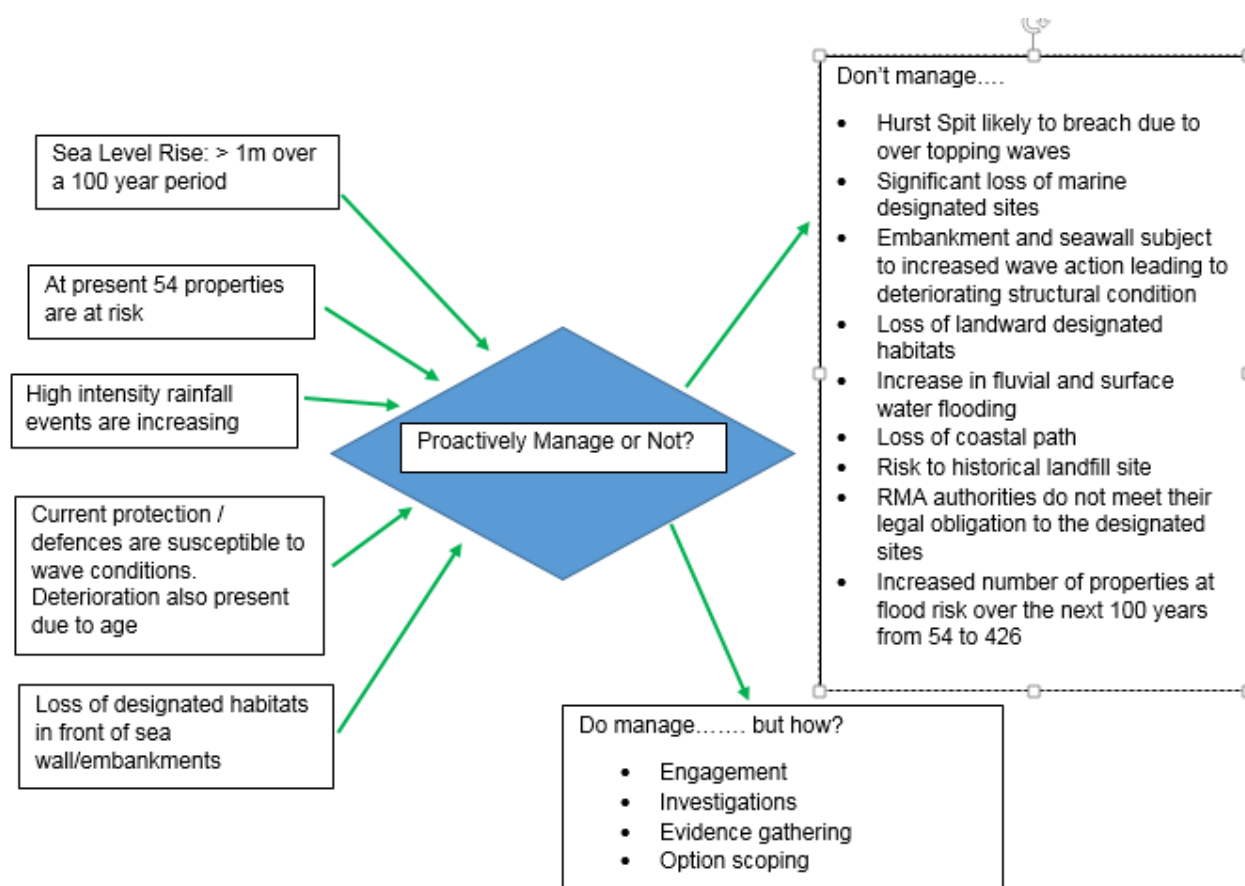 Sea Level Rise: > 1m over
a 100 year period
At present 54 properties
are at risk
High intensity rainfall
events are increasing
Current protection /
defences are susceptible to
wave conditions.
Deterioration also present
due to age
Loss of designated habitats
in front of sea
wall/embankments
Proactively Manage or Not?
Don’t manage….
• Hurst Spit likely to breach due to
over topping waves
• Significant loss of marine
designated sites
• Embankment and seawall subject
to increased wave action leading to
deteriorating structural condition
• Loss of landward designated
habitats
• Increase in fluvial and surface
water flooding
• Loss of coastal path
• Risk to historical landfill site
• RMA authorities do not meet their
legal obligation to the designated
sites
• Increased number of properties at
flood risk over the next 100 years
from 54 to 426
Do manage……. but how?
• Engagement
• Investigations
• Evidence gathering
• Option scoping